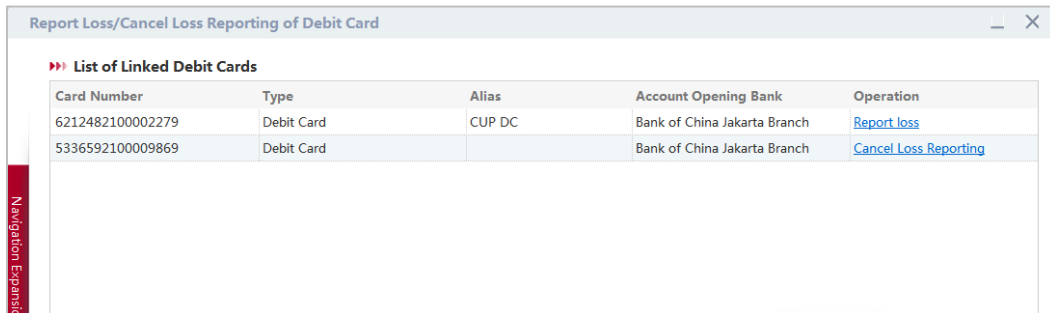 Report Loss/Cancel Loss Reporting of Debit Card
List of Linked Debit Cards
Card Number Type Alias Account Opening Bank Operation
6212482100002279 Debit Card CUP DC Bank of China Jakarta Branch Report loss
5336592100009869 Debit Card Bank of China Jakarta Branch Cancel Loss Reporting
Navigation